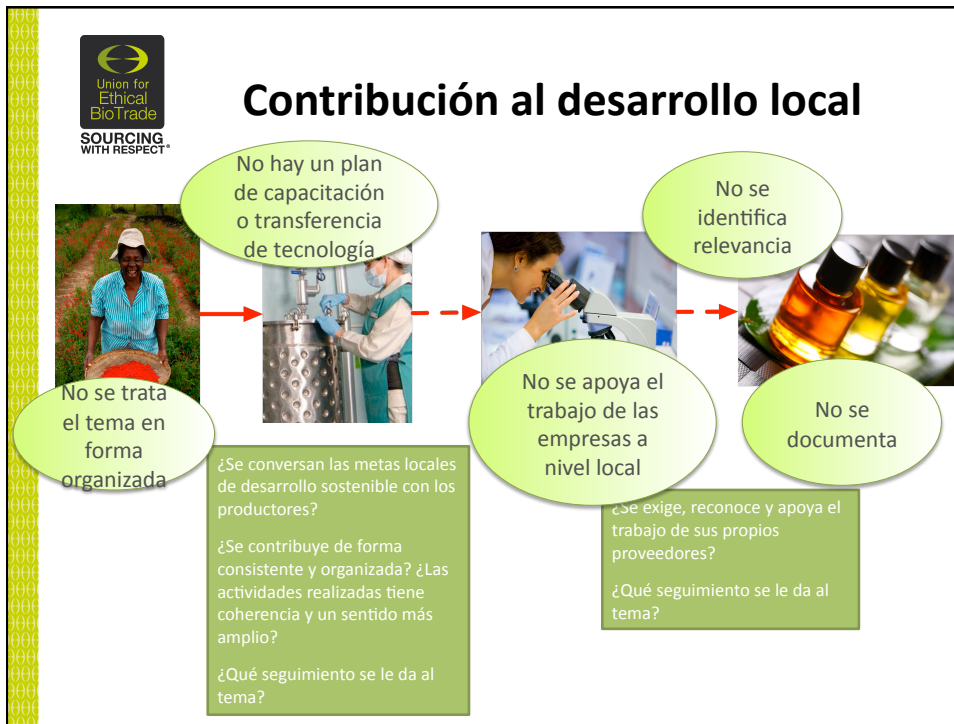 Union for
Ethical
BioTrade
SOURCING
WITH RESPECT®
Contribución al desarrollo local
No hay un plan
de capacitación
o transferencia
de tecnología
No se
identifica
relevancia
No se trata
el tema en
forma
organizada
No se apoya el
trabajo de las
empresas a
nivel local
No se
documenta
¿Se conversan las metas locales
de desarrollo sostenible con los
productores?
¿Se contribuye de forma
consistente y organizada? ¿Las
actividades realizadas tiene
coherencia y un sentido más
amplio?
¿Qué seguimiento se le da al
tema?
¿Se exige, reconoce y apoya el
trabajo de sus propios
proveedores?
¿Qué seguimiento se le da al
tema?